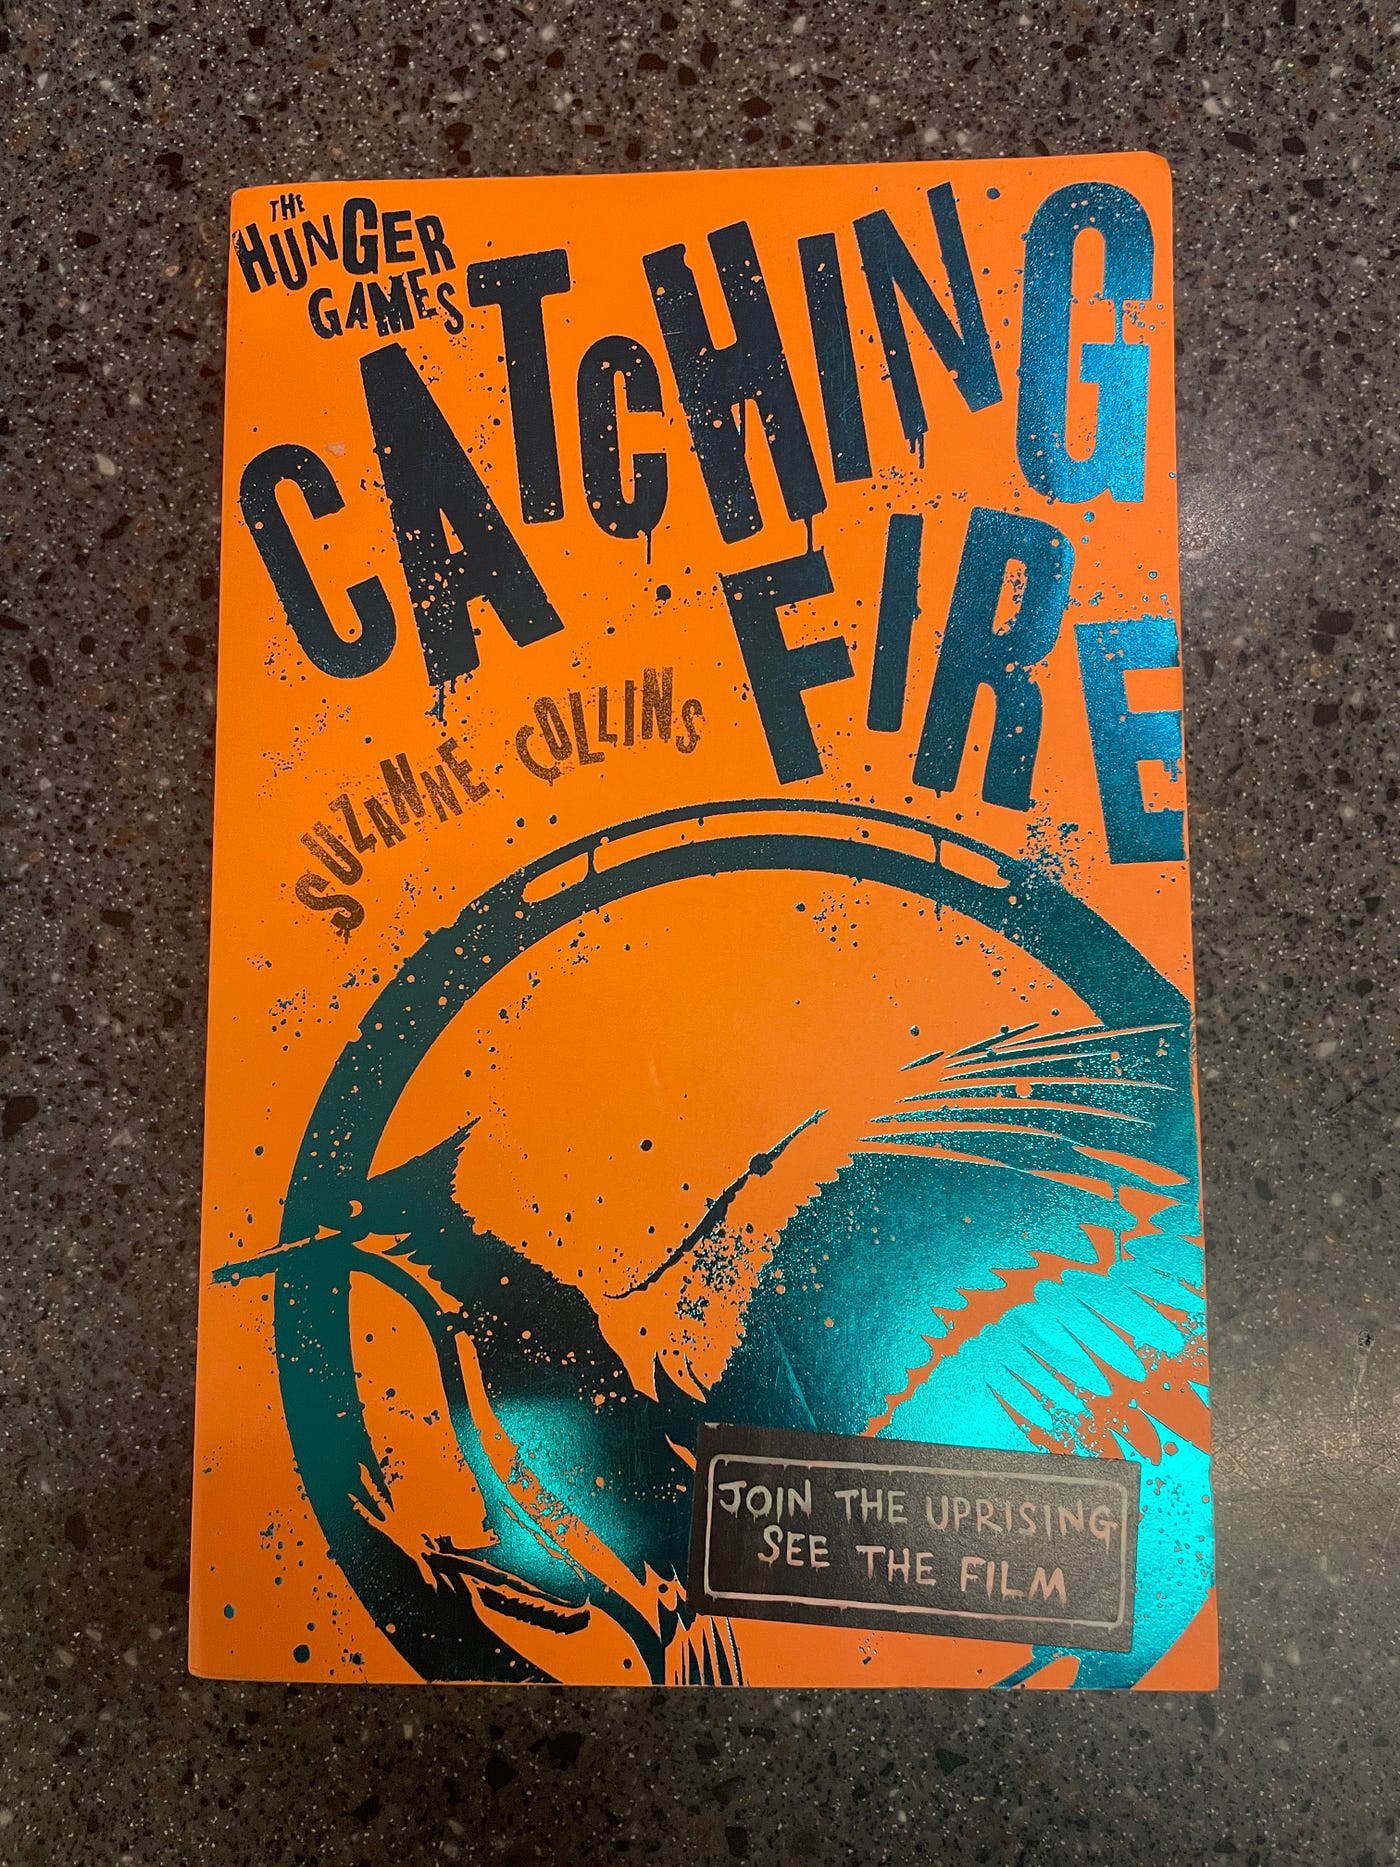 THE
HUNGER
GAMES
CATCHING
FIRE
SUZANNE COLLINS
JOIN THE UPRISING
SEE THE FILM